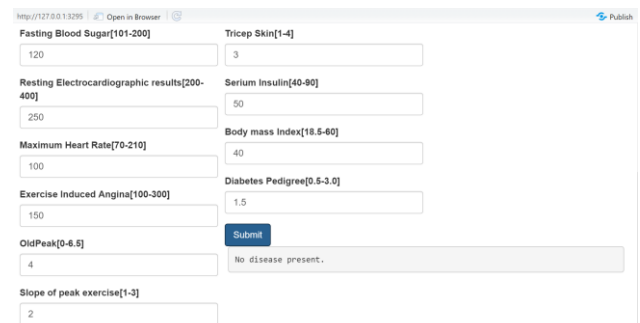 http://127.0.0.1:3295 Open in Browser Publish
Fasting Blood Sugar[101-200]
120
Resting Electrocardiographic results[200-
400]
250
Maximum Heart Rate[70-210]
100
Exercise Induced Angina[100-300]
150
OldPeak[0-6.5]
4
Slope of peak exercise[1-3]
2
Tricep Skin[1-4]
3
Serium Insulin[40-90]
50
Body mass Index[18.5-60]
40
Diabetes Pedigree[0.5-3.0]
1.5
Submit
No disease present.